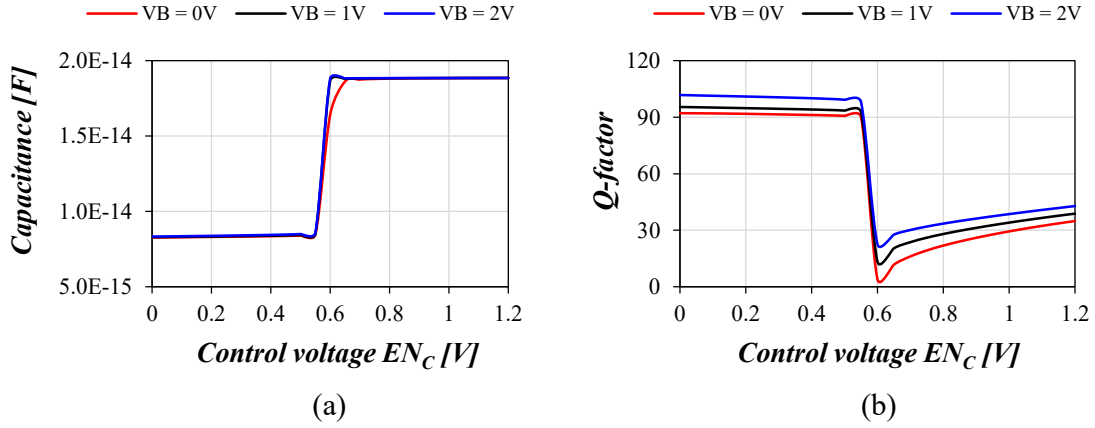 VB = 0V VB = 1V VB = 2V
Capacitance [F]
2.0E-14
1.5E-14
1.0E-14
5.0E-15
0 0.2 0.4 0.6 0.8 1 1.2
Control voltage EN_C [V]
(a)
VB = 0V VB = 1V VB = 2V
Q-factor
120
90
60
30
0
0 0.2 0.4 0.6 0.8 1 1.2
Control voltage EN_C [V]
(b)